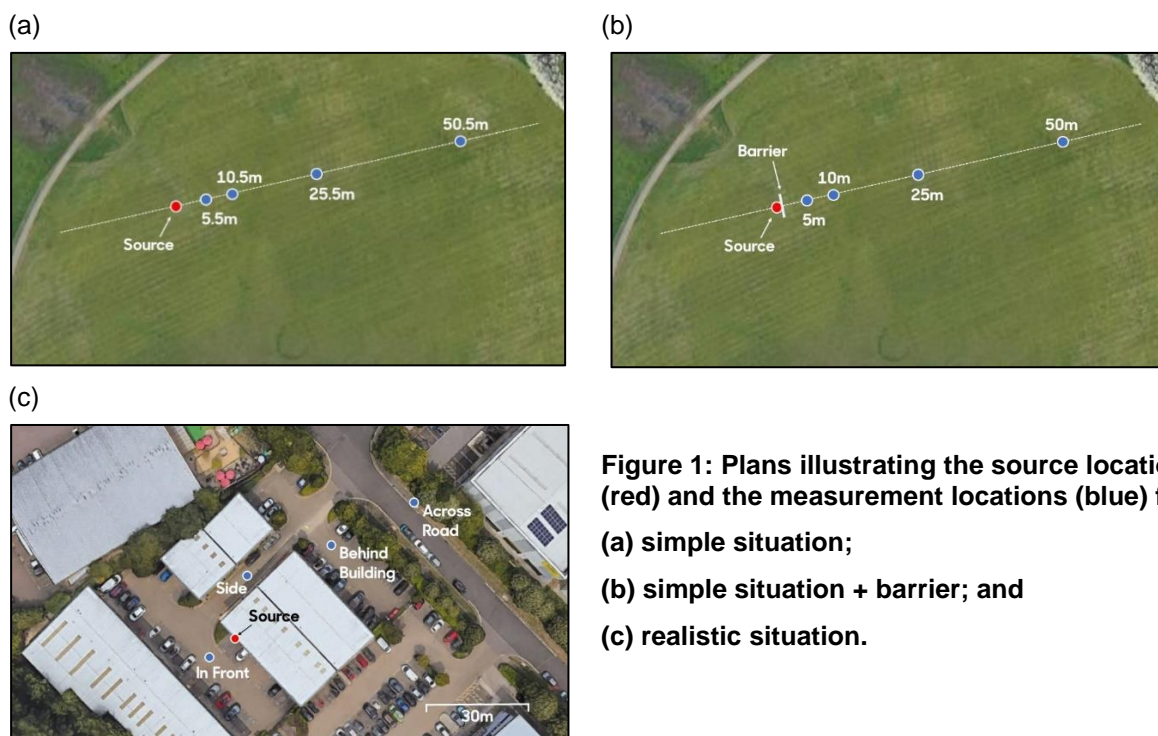 (a)
(b)
50.5m
10.5m
25.5m
5.5m
Source
50m
Barrier
10m
25m
5m
Source
(c)
Across
Road
Behind
Building
Side
Source
In Front
30m
Figure 1: Plans illustrating the source locatio
(red) and the measurement locations (blue) f
(a) simple situation;
(b) simple situation + barrier; and
(c) realistic situation.